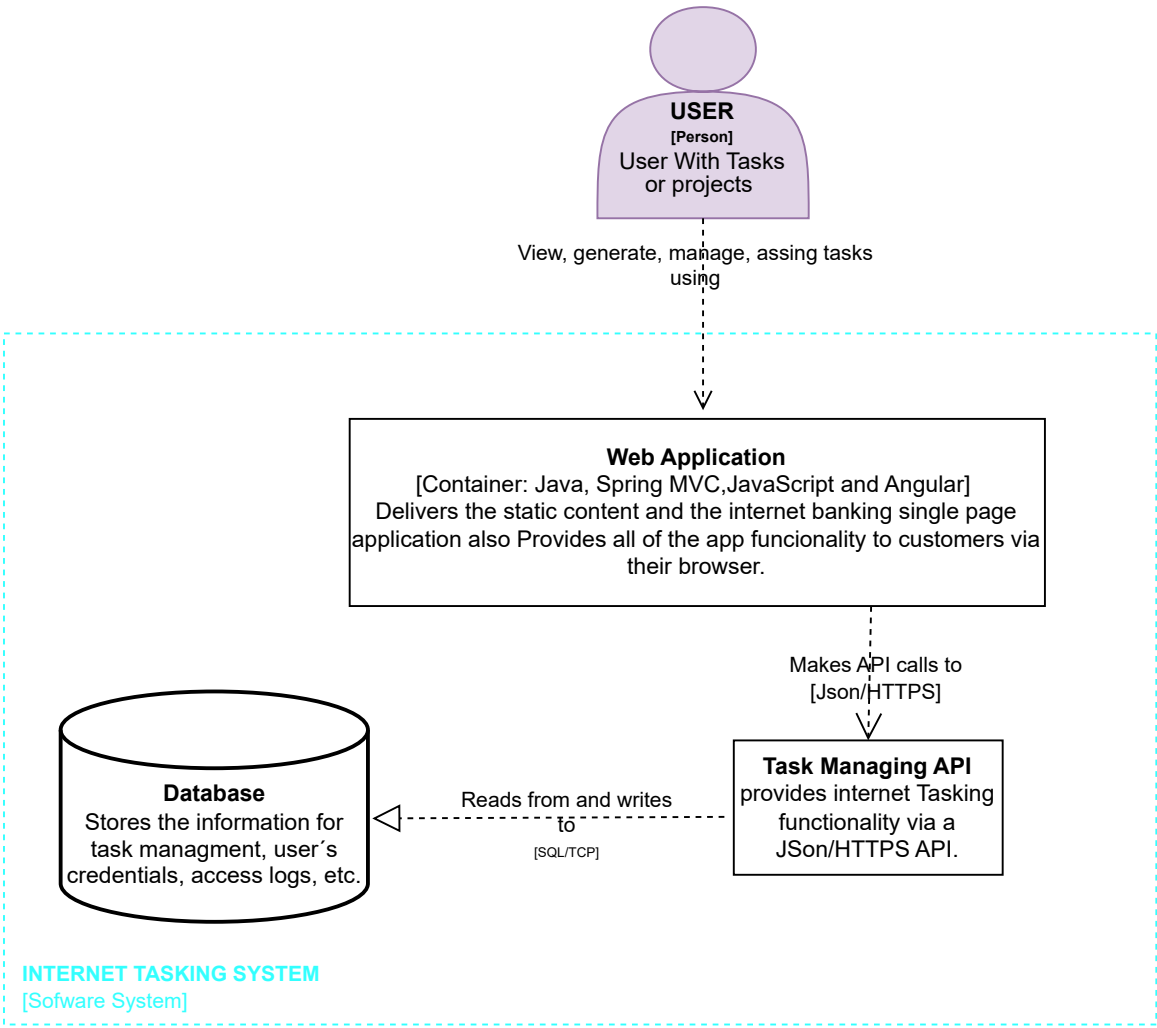 USER
[Person]
User With Tasks
or projects
View, generate, manage, assing tasks
using
Web Application
[Container: Java, Spring MVC,JavaScript and Angular]
Delivers the static content and the internet banking single page
application also Provides all of the app funcionality to customers via
their browser.
Makes API calls to
[Json/HTTPS]
Task Managing API
provides internet Tasking
functionality via a
JSon/HTTPS API.
Reads from and writes
to
[SQL/TCP]
Database
Stores the information for
task managment, user´s
credentials, access logs, etc.
INTERNET TASKING SYSTEM
[Sofware System]